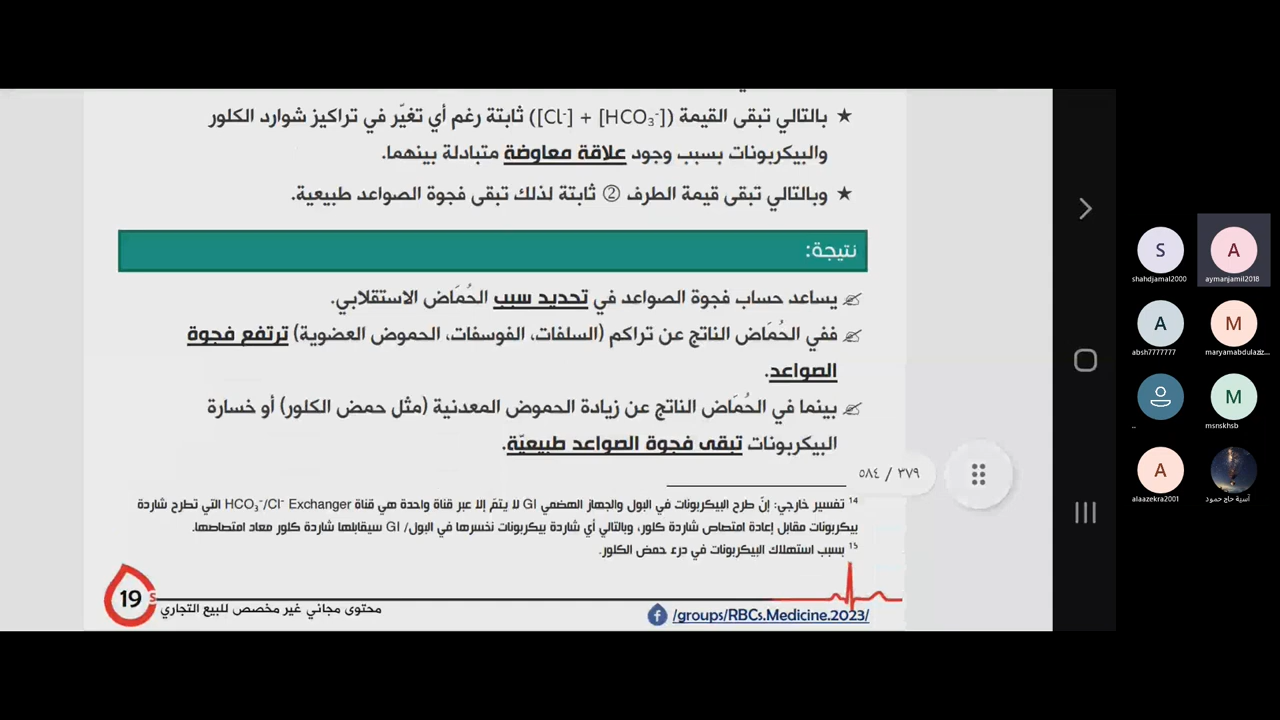 ★ بالتالي تبقى القيمة ([Cl⁻] + [HCO₃⁻]) ثابتة رغم أي تغيّر في تراكيز شوارد الكلور
والبيكربونات بسبب وجود علاقة معاوضة متبادلة بينهما.
★ وبالتالي تبقى قيمة الطرف ② ثابتة لذلك تبقى فجوة الصواعد طبيعية.
نتيجة:
يساعد حساب فجوة الصواعد في تحديد سبب الحُمَاض الاستقلابي.
ففي الحُمَاض الناتج عن تراكم (السلفات، الفوسفات، الحموض العضوية) ترتفع فجوة
الصواعد.
بينما في الحُمَاض الناتج عن زيادة الحموض المعدنية (مثل حمض الكلور) أو خسارة
البيكربونات تبقى فجوة الصواعد طبيعيّة.
٣٧٩ / ٥٨٤
¹⁴ تفسير خارجي: إنّ طرح البيكربونات في البول والجهاز الهضمي GI لا يتمّ إلا عبر قناة واحدة هي قناة HCO₃⁻/Cl⁻ Exchanger التي تطرح شاردة
بيكربونات مقابل إعادة امتصاص شاردة كلور، وبالتالي أي شاردة بيكربونات نخسرها في البول/ GI سيقابلها شاردة كلور معاد امتصاصها.
¹⁵ بسبب استهلاك البيكربونات في درء حمض الكلور.
/groups/RBCs.Medicine.2023/
محتوى مجاني غير مخصص للبيع التجاري
19
S
shahdjamal2000
A
aymanjamil2018
A
absh7777777
M
maryamabdulaziz...
..
M
msnskhsb
A
alaazekra2001
آسية حاج حمود